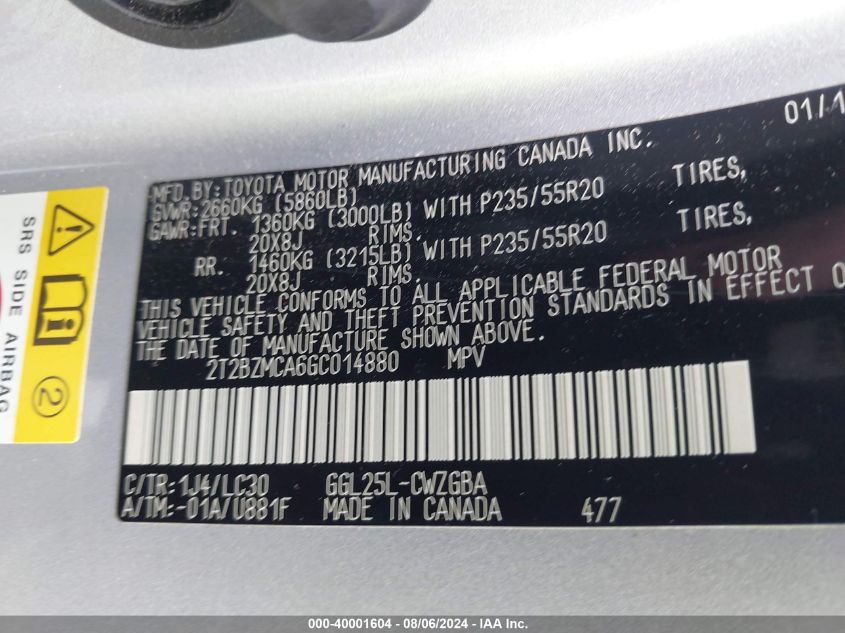 01/1
MFD. BY: TOYOTA MOTOR MANUFACTURING CANADA INC.
GVWR: 2660KG (5860LB)
GAWR: FRT. 1360KG (3000LB) WITH P235/55R20 TIRES,
20X8J RIMS.
RR. 1460KG (3215LB) WITH P235/55R20 TIRES,
20X8J RIMS.
THIS VEHICLE CONFORMS TO ALL APPLICABLE FEDERAL MOTOR
VEHICLE SAFETY AND THEFT PREVENTION STANDARDS IN EFFECT O
THE DATE OF MANUFACTURE SHOWN ABOVE.
2T2BZMCA6GC014880 MPV
C/TR: 1J4/LC30 GGL25L-CWZGBA
A/TM: -01A/U881F MADE IN CANADA 477
SRS SIDE AIRBAG
2
000-40001604 - 08/06/2024 - IAA Inc.